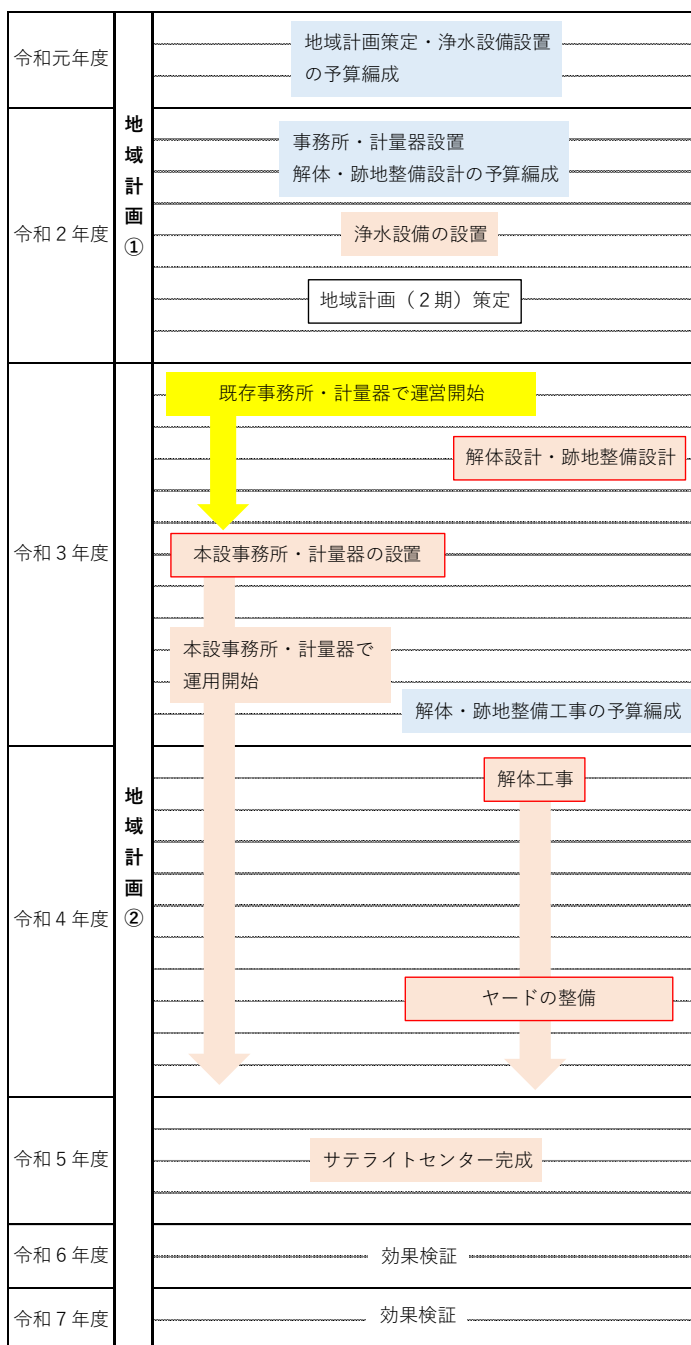 令和元年度
地域計画①
地域計画策定・浄水設備設置
の予算編成
令和２年度
事務所・計量器設置
解体・跡地整備設計の予算編成
浄水設備の設置
地域計画（２期）策定
令和３年度
地域計画②
既存事務所・計量器で運営開始
解体設計・跡地整備設計
本設事務所・計量器の設置
本設事務所・計量器で
運用開始
解体・跡地整備工事の予算編成
令和４年度
解体工事
ヤードの整備
令和５年度
サテライトセンター完成
令和６年度
効果検証
令和７年度
効果検証